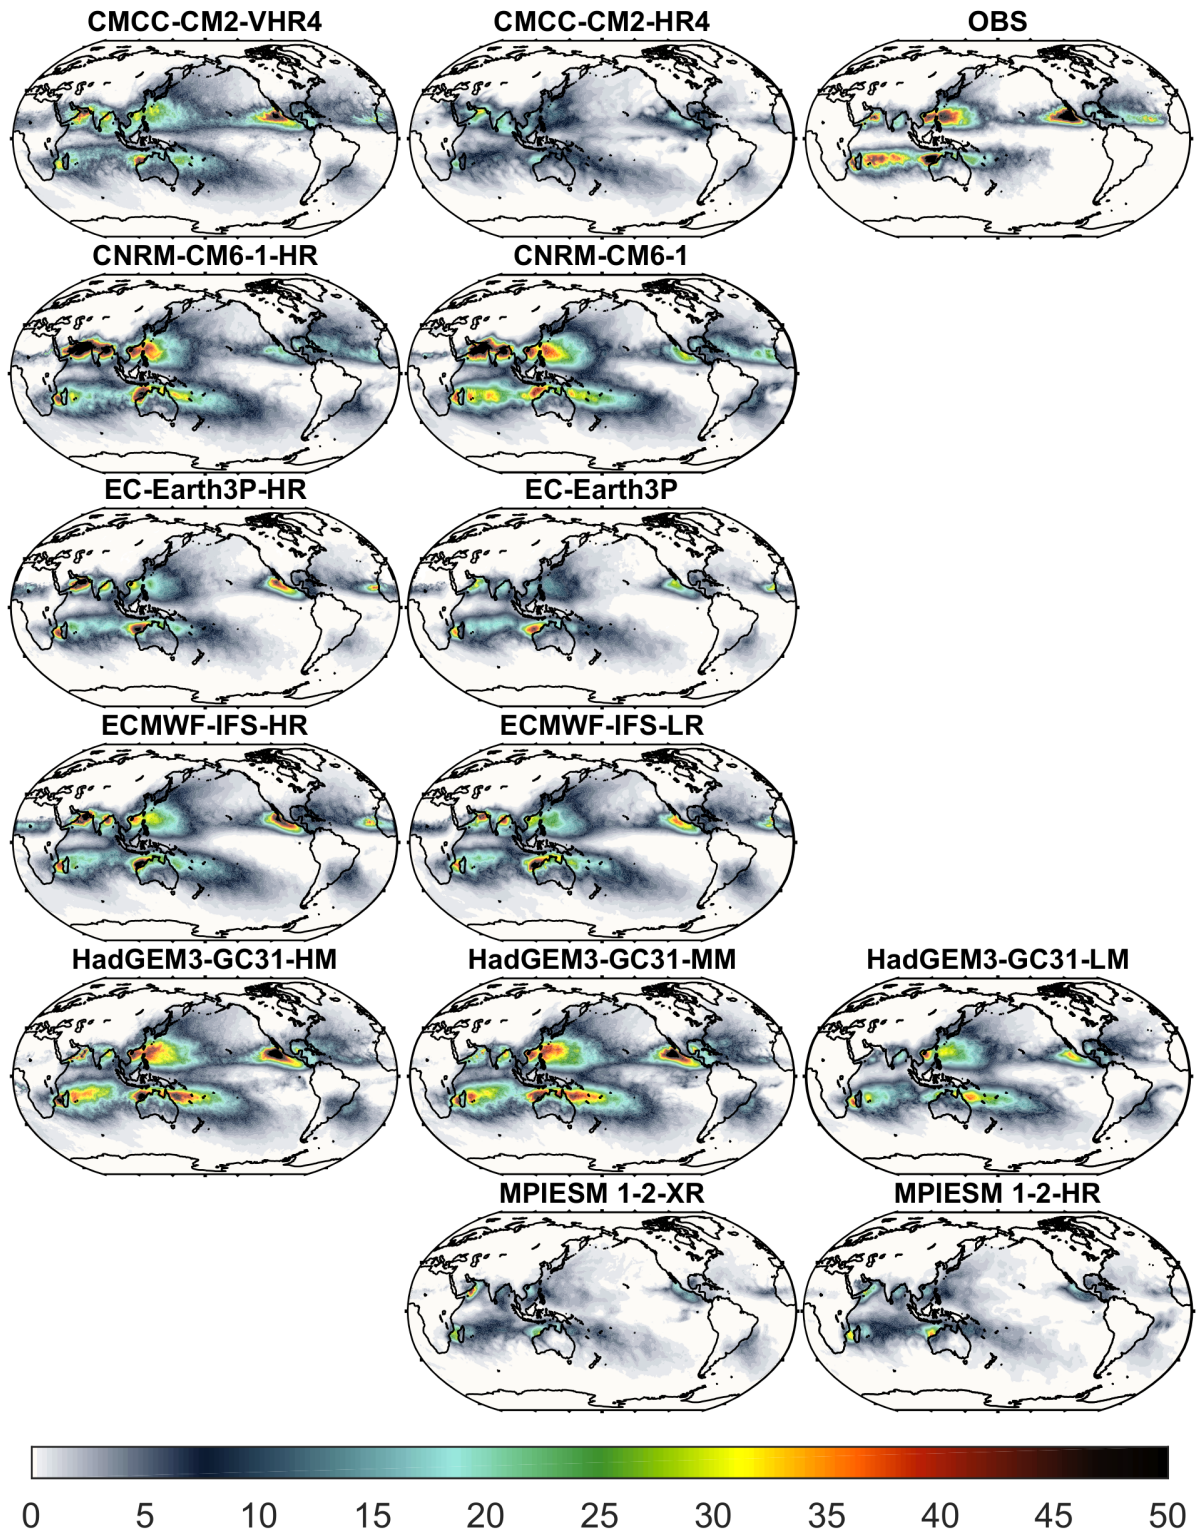 CMCC-CM2-VHR4 CMCC-CM2-HR4 OBS
CNRM-CM6-1-HR CNRM-CM6-1
EC-Earth3P-HR EC-Earth3P
ECMWF-IFS-HR ECMWF-IFS-LR
HadGEM3-GC31-HM HadGEM3-GC31-MM HadGEM3-GC31-LM
MPIESM 1-2-XR MPIESM 1-2-HR
0 5 10 15 20 25 30 35 40 45 50